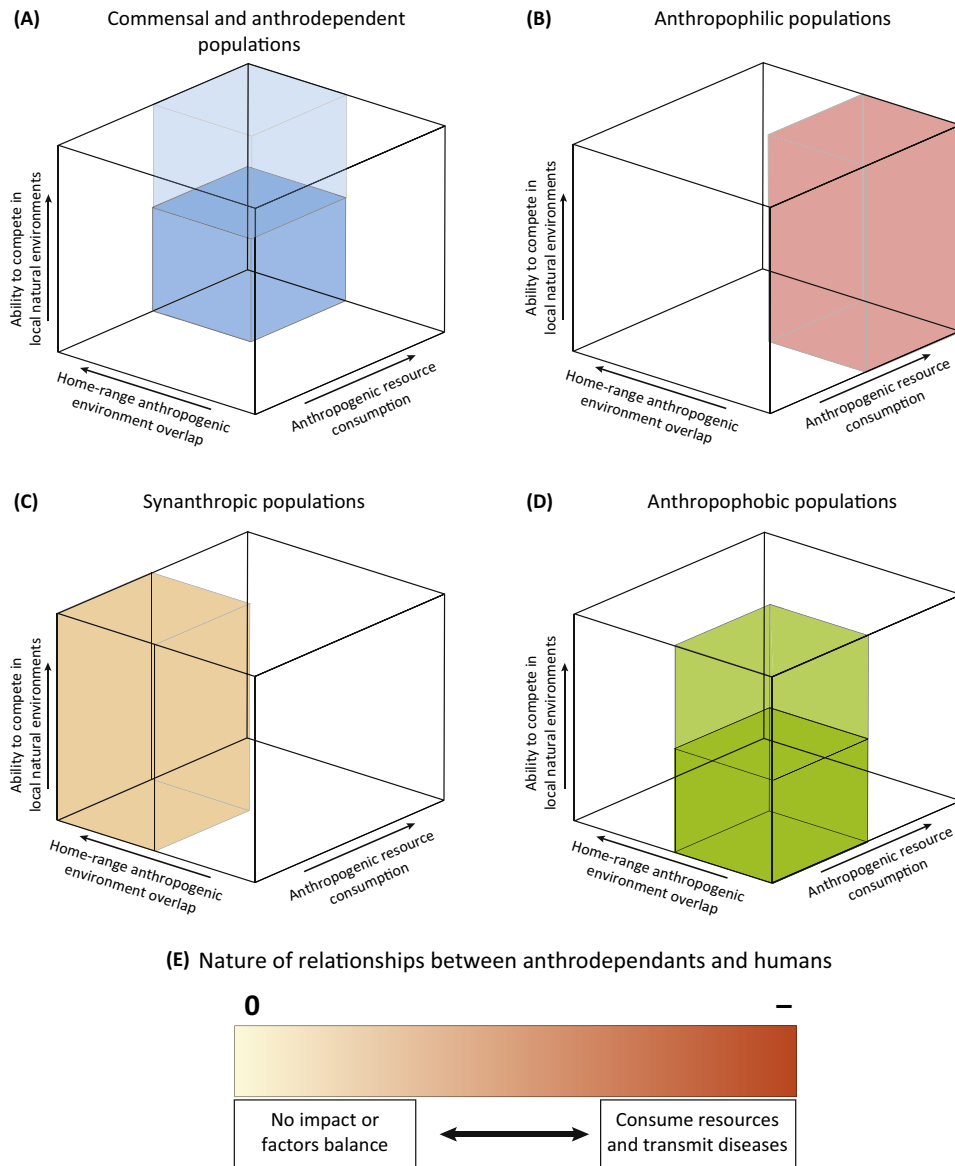 (A)
Commensal and anthrodependent
populations
Ability to compete in
local natural environments
Home-range anthropogenic
environment overlap
Anthropogenic resource
consumption
(B)
Anthropophilic populations
Ability to compete in
local natural environments
Home-range anthropogenic
environment overlap
Anthropogenic resource
consumption
(C)
Synanthropic populations
Ability to compete in
local natural environments
Home-range anthropogenic
environment overlap
Anthropogenic resource
consumption
(D)
Anthropophobic populations
Ability to compete in
local natural environments
Home-range anthropogenic
environment overlap
Anthropogenic resource
consumption
(E) Nature of relationships between anthrodependants and humans
0
–
No impact or
factors balance
Consume resources
and transmit diseases